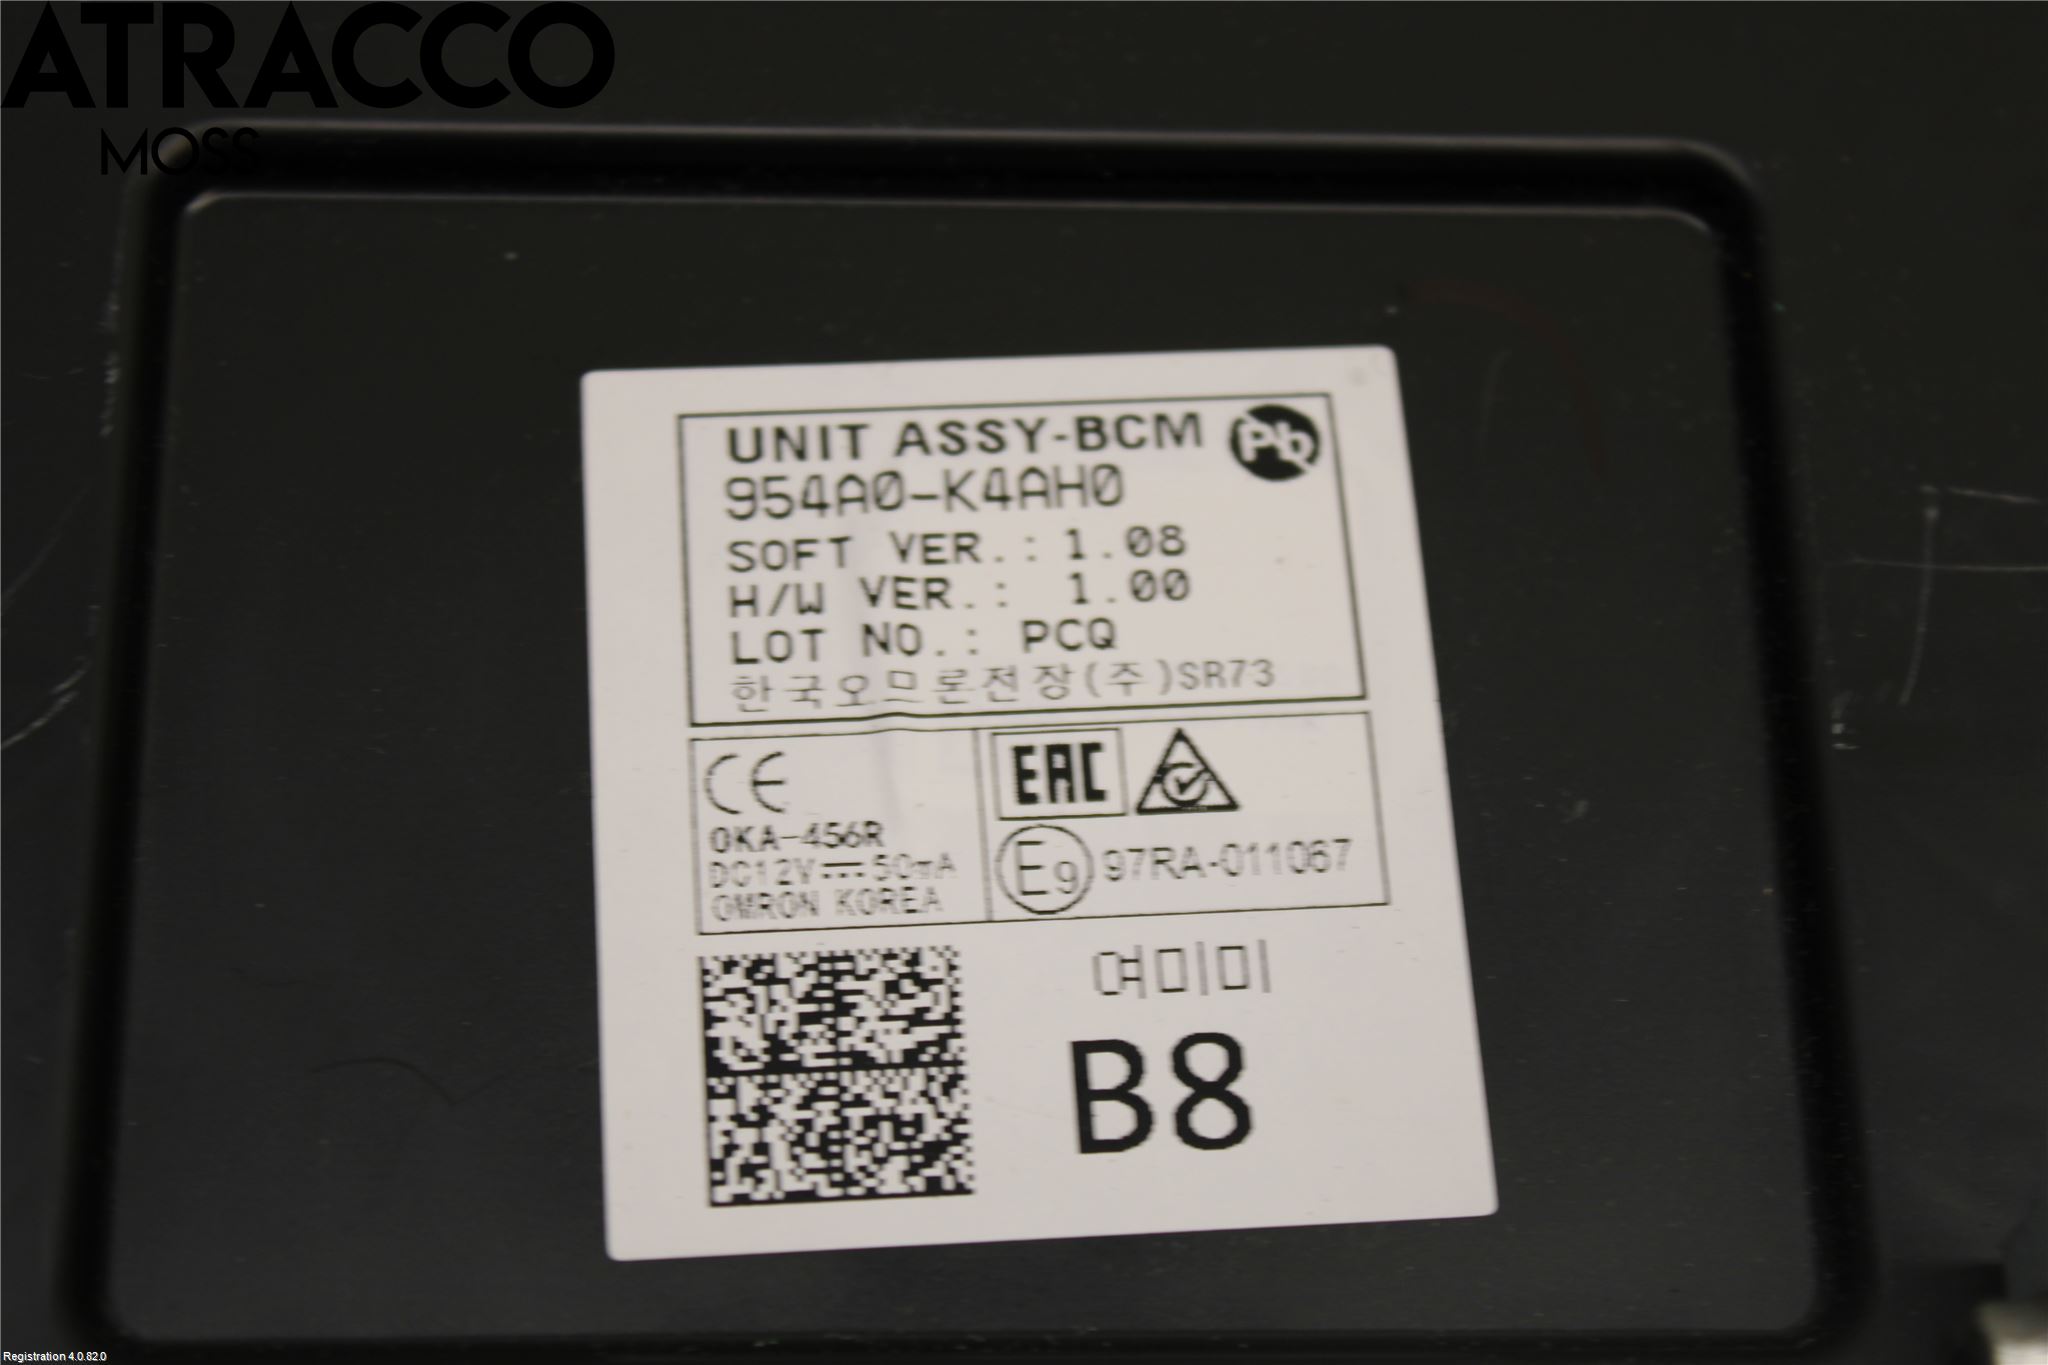 ATRACCO
MOSS
UNIT ASSY-BCM Pb
954A0-K4AH0
SOFT VER.: 1.08
H/W VER.: 1.00
LOT NO.: PCQ
한국오므론전장(주)SR73
CE
EAC
OKA-456R
DC12V 50mA
OMRON KOREA
E9 97RA-011067
여미미
B8
Registration 4.0.82.0